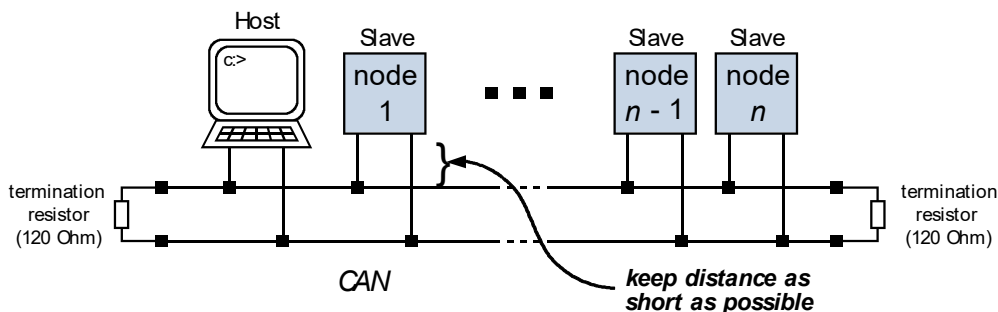 Host
c:>
Slave
node
1
Slave
node
n - 1
Slave
node
n
termination
resistor
(120 Ohm)
termination
resistor
(120 Ohm)
CAN
keep distance as
short as possible